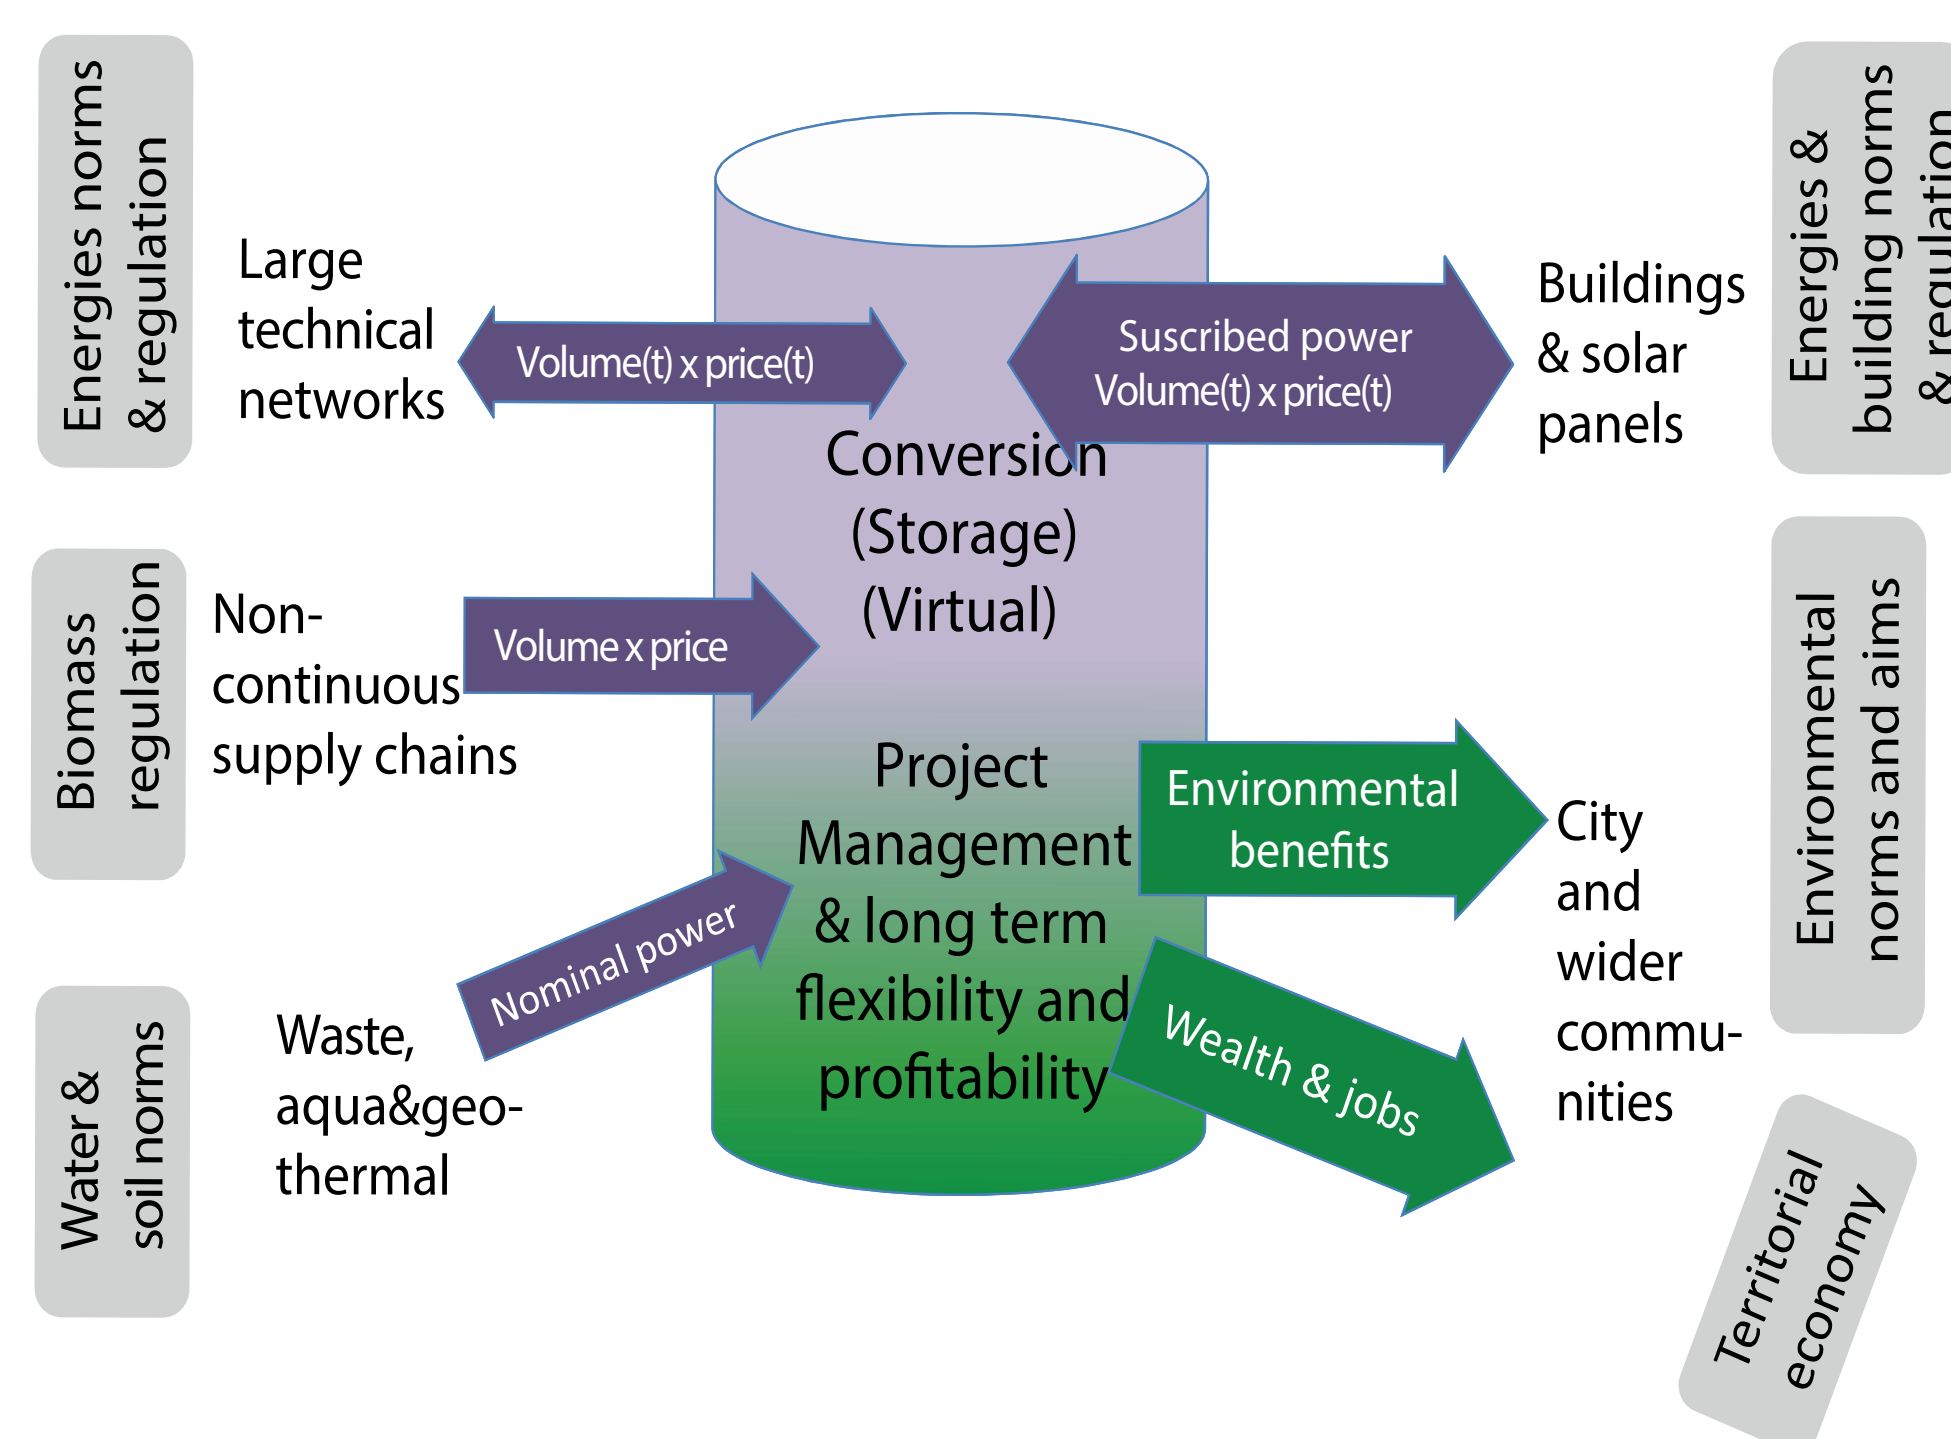 Energies norms
& regulation
Large
technical
networks
Volume(t) x price(t)
Suscribed power
Volume(t) x price(t)
Buildings
& solar
panels
Energies &
building norms
& regulation
Conversion
(Storage)
(Virtual)
Biomass
regulation
Non-
continuous
supply chains
Volume x price
Project
Management
& long term
flexibility and
profitability
Environmental
benefits
City
and
wider
commu-
nities
Environmental
norms and aims
Water &
soil norms
Waste,
aqua&geo-
thermal
Nominal power
Wealth & jobs
Territorial
economy